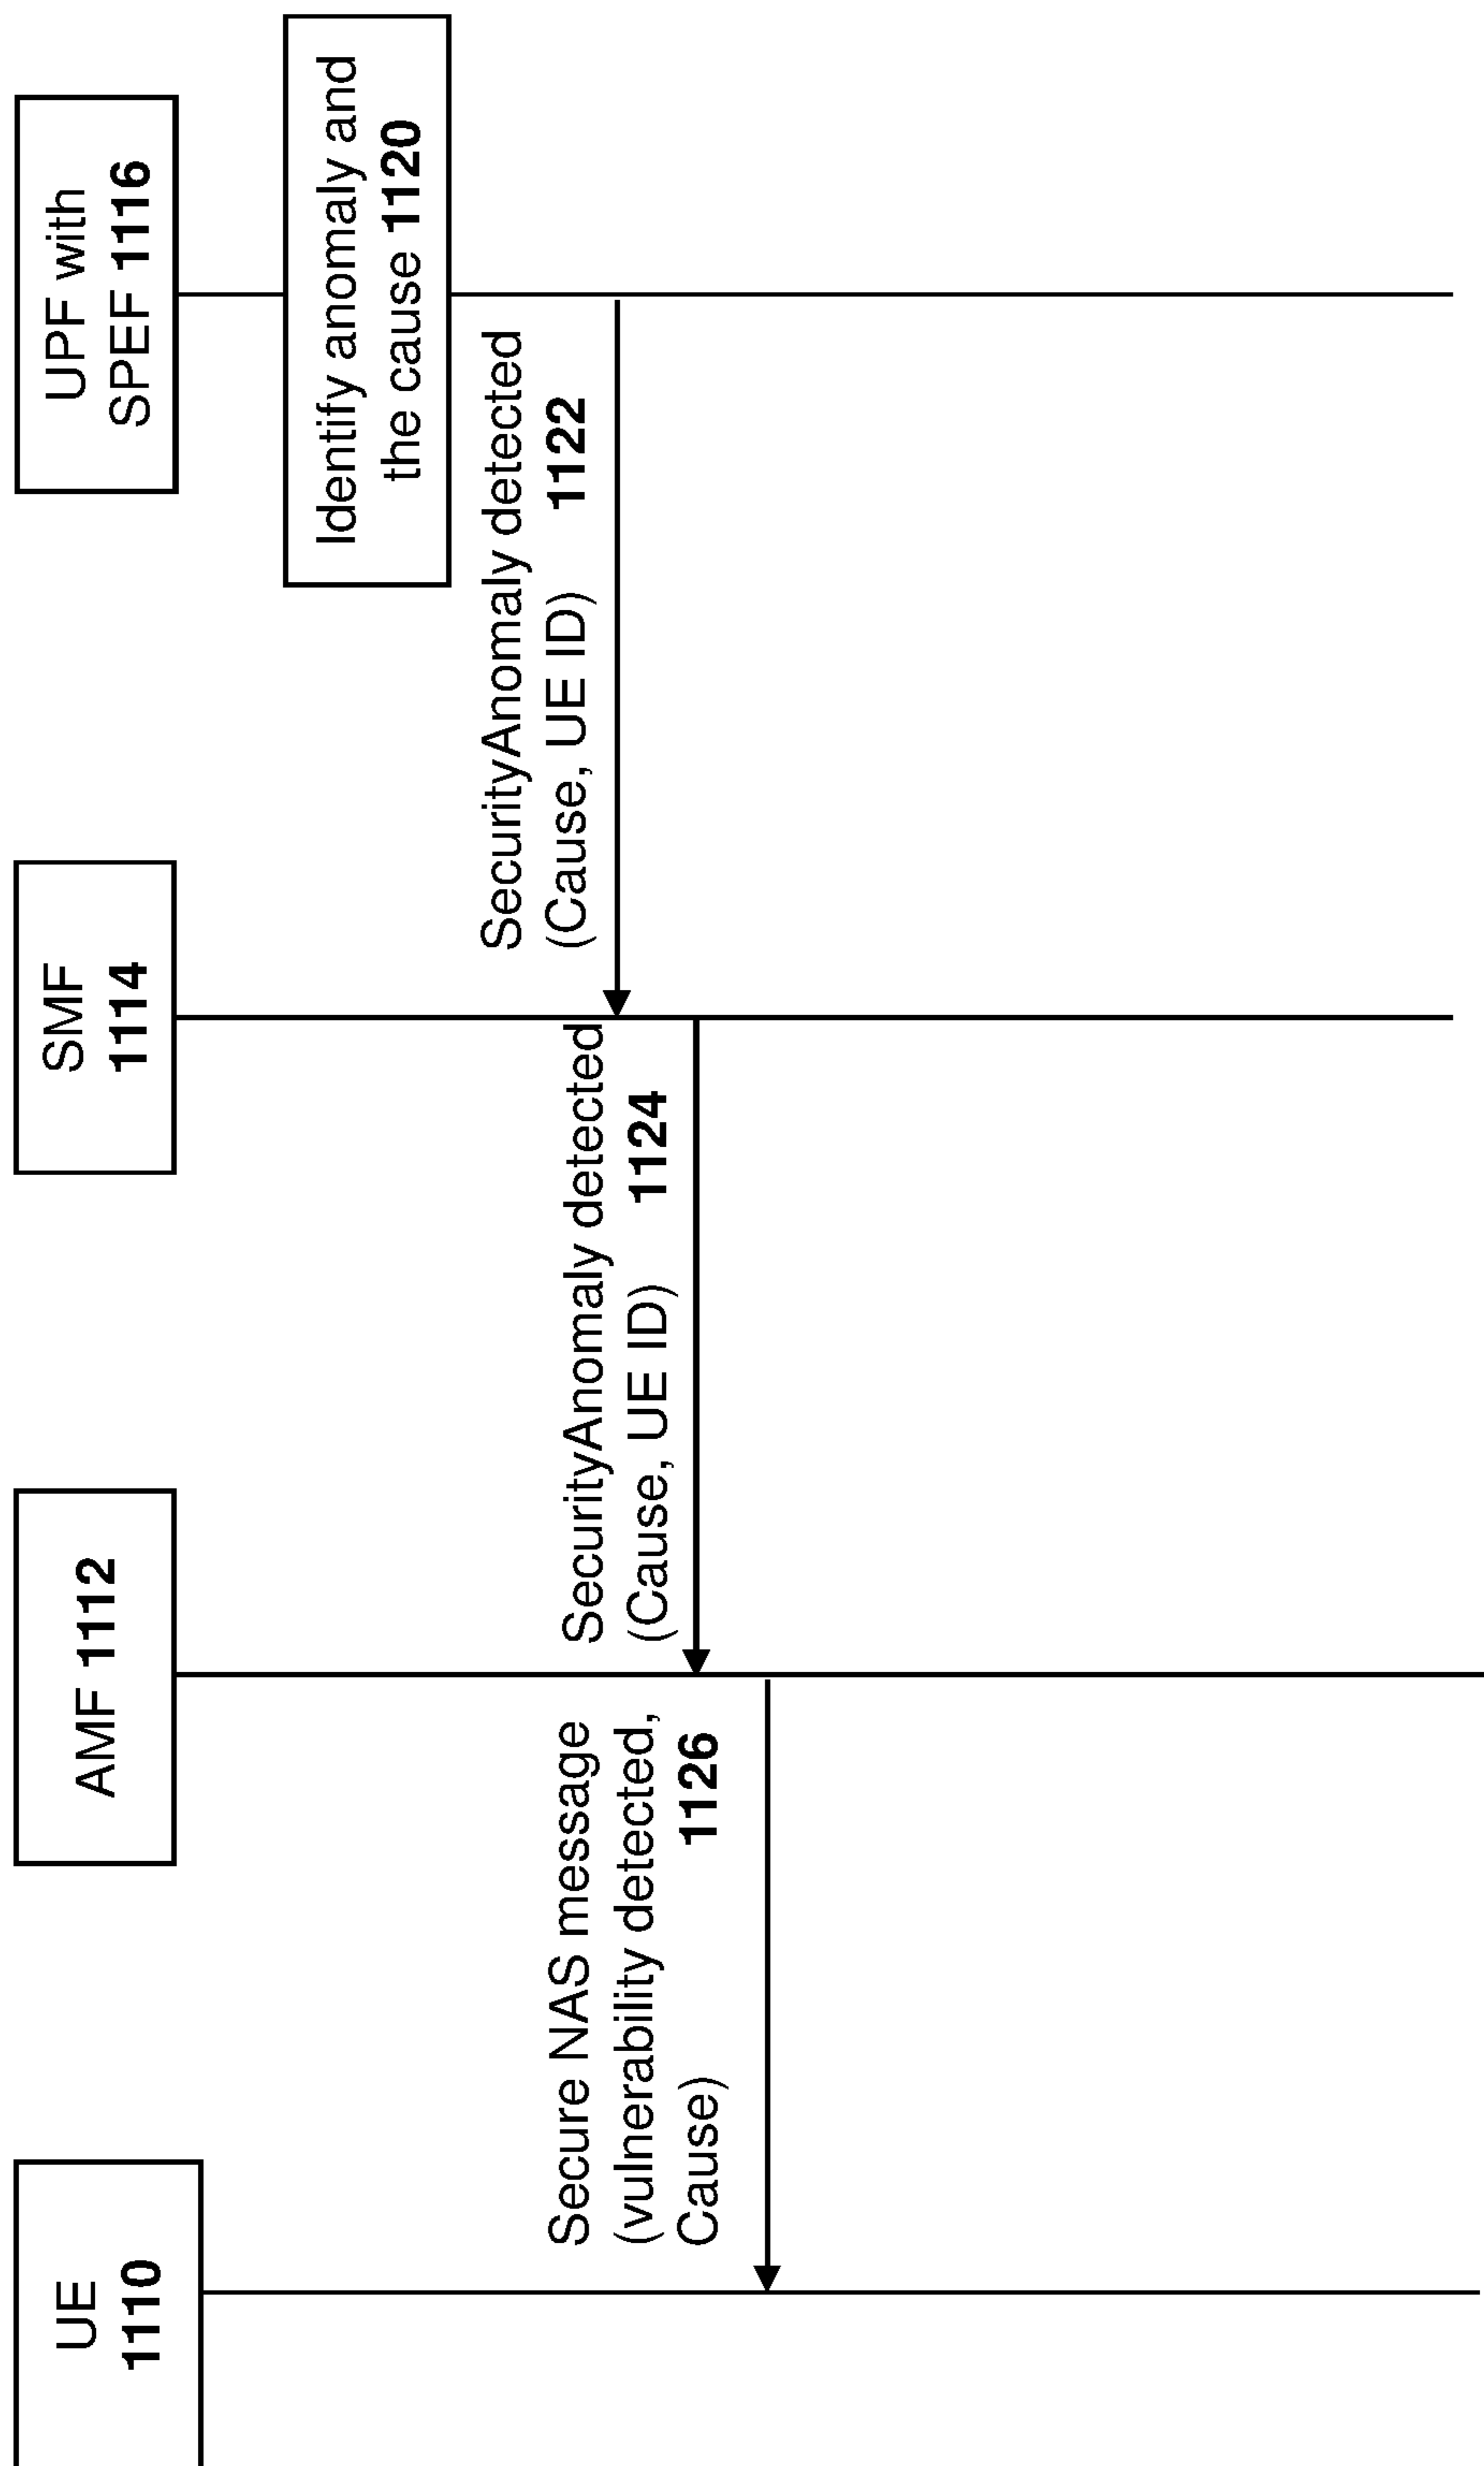 UE
1110
AMF 1112
SMF
1114
UPF with
SPEF 1116
Identify anomaly and
the cause 1120
SecurityAnomaly detected
(Cause, UE ID) 1122
SecurityAnomaly detected
(Cause, UE ID) 1124
Secure NAS message
(vulnerability detected,
Cause) 1126